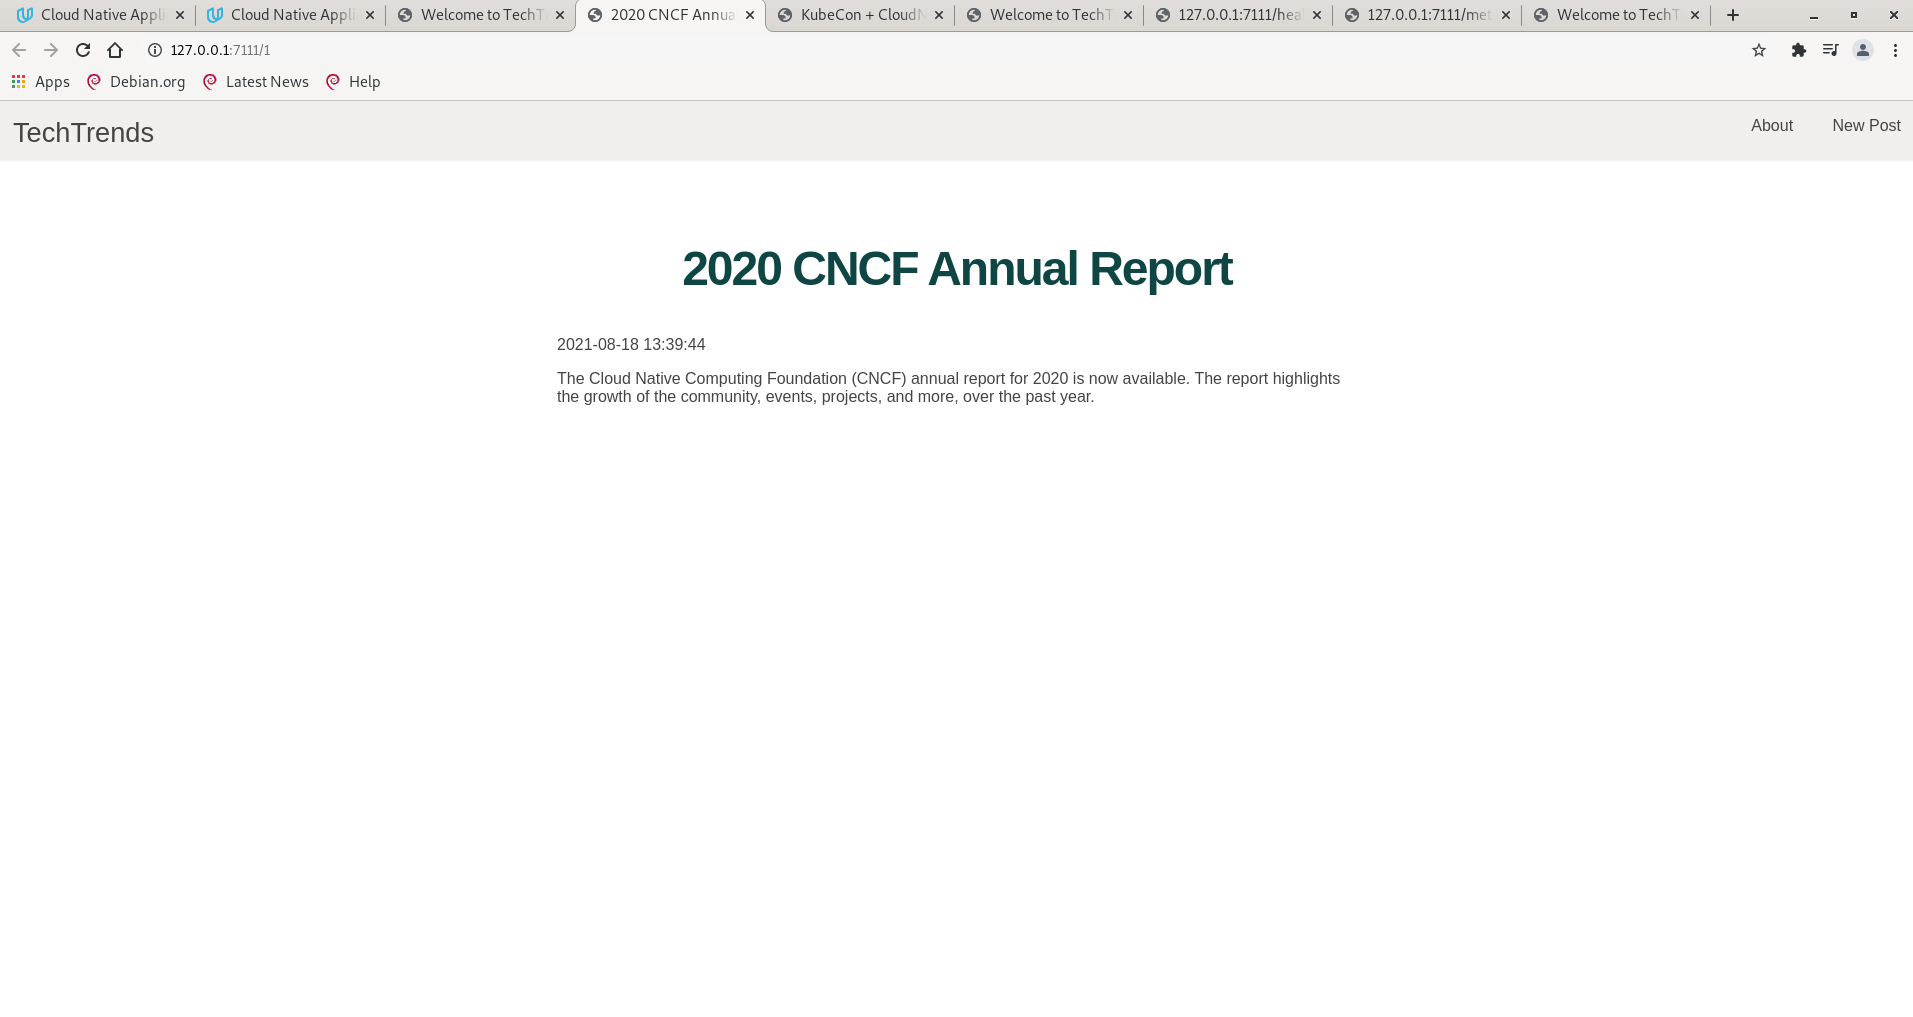 Cloud Native Appli
Cloud Native Appli
Welcome to TechT
2020 CNCF Annua
KubeCon + CloudN
Welcome to TechT
127.0.0.1:7111/hea
127.0.0.1:7111/met
Welcome to TechT
127.0.0.1:7111/1
Apps
Debian.org
Latest News
Help
TechTrends
About
New Post
2020 CNCF Annual Report
2021-08-18 13:39:44
The Cloud Native Computing Foundation (CNCF) annual report for 2020 is now available. The report highlights
the growth of the community, events, projects, and more, over the past year.